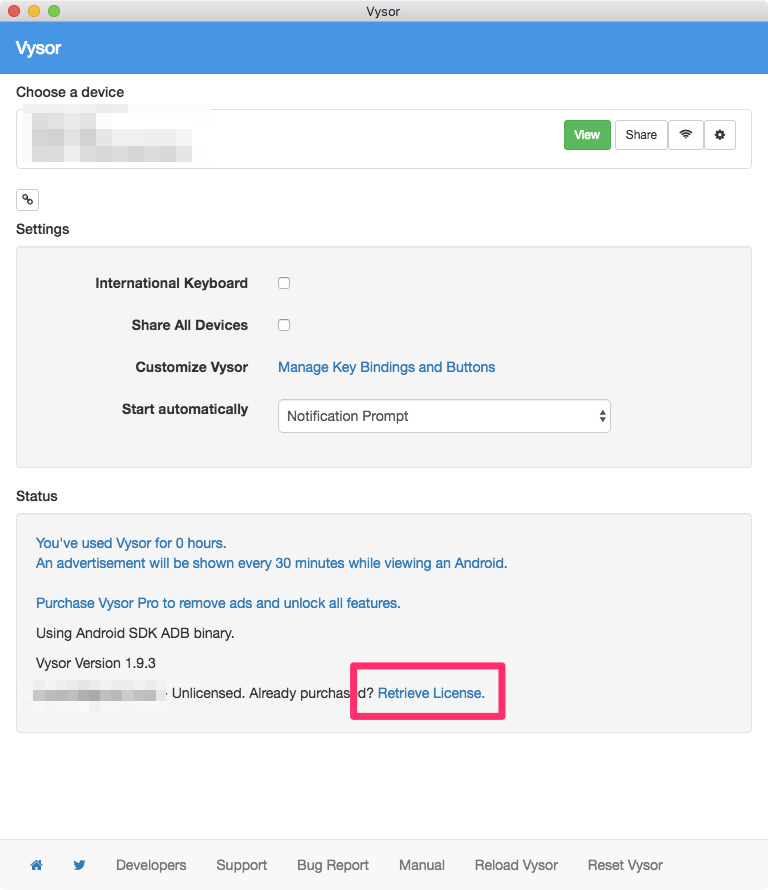 Vysor
Vysor
Choose a device
View Share
Settings
International Keyboard
Share All Devices
Customize Vysor Manage Key Bindings and Buttons
Start automatically Notification Prompt
Status
You've used Vysor for 0 hours.
An advertisement will be shown every 30 minutes while viewing an Android.
Purchase Vysor Pro to remove ads and unlock all features.
Using Android SDK ADB binary.
Vysor Version 1.9.3
- Unlicensed. Already purchased? Retrieve License.
Developers Support Bug Report Manual Reload Vysor Reset Vysor